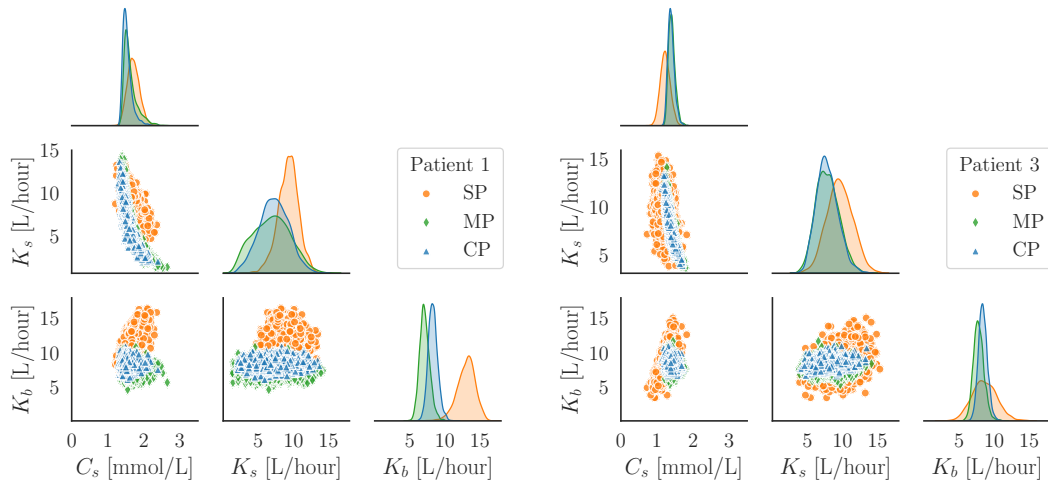 15
10
5
K_s [L/hour]
Patient 1
SP
MP
CP
15
10
5
K_b [L/hour]
0 1 2 3
C_s [mmol/L]
5 10 15
K_s [L/hour]
5 10 15
K_b [L/hour]
15
10
5
K_s [L/hour]
Patient 3
SP
MP
CP
15
10
5
K_b [L/hour]
0 1 2 3
C_s [mmol/L]
5 10 15
K_s [L/hour]
5 10 15
K_b [L/hour]